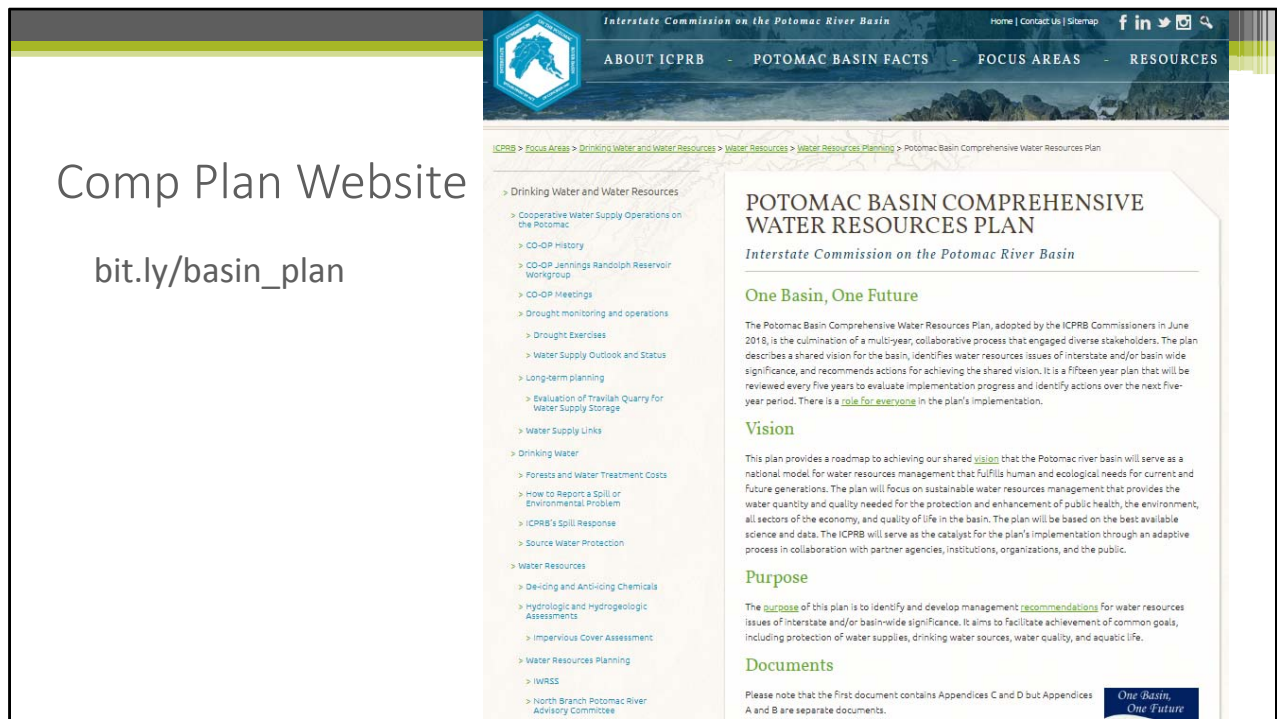 Comp Plan Website
bit.ly/basin_plan
Interstate Commission on the Potomac River Basin
Home | Contact Us | Sitemap
ABOUT ICPRB - POTOMAC BASIN FACTS - FOCUS AREAS - RESOURCES
ICPRB > Focus Areas > Drinking Water and Water Resources > Water Resources > Water Resources Planning > Potomac Basin Comprehensive Water Resources Plan
> Drinking Water and Water Resources
> Cooperative Water Supply Operations on
the Potomac
> CO-OP History
> CO-OP Jennings Randolph Reservoir
Workgroup
> CO-OP Meetings
> Drought monitoring and operations
> Drought Exercises
> Water Supply Outlook and Status
> Long-term planning
> Evaluation of Travilah Quarry for
Water Supply Storage
> Water Supply Links
> Drinking Water
> Forests and Water Treatment Costs
> How to Report a Spill or
Environmental Problem
> ICPRB's Spill Response
> Source Water Protection
> Water Resources
> De-icing and Anti-icing Chemicals
> Hydrologic and Hydrogeologic
Assessments
> Impervious Cover Assessment
> Water Resources Planning
> IWRSS
> North Branch Potomac River
Advisory Committee
POTOMAC BASIN COMPREHENSIVE
WATER RESOURCES PLAN
Interstate Commission on the Potomac River Basin
One Basin, One Future
The Potomac Basin Comprehensive Water Resources Plan, adopted by the ICPRB Commissioners in June
2018, is the culmination of a multi-year, collaborative process that engaged diverse stakeholders. The plan
describes a shared vision for the basin, identifies water resources issues of interstate and/or basin wide
significance, and recommends actions for achieving the shared vision. It is a fifteen year plan that will be
reviewed every five years to evaluate implementation progress and identify actions over the next five-
year period. There is a role for everyone in the plan's implementation.
Vision
This plan provides a roadmap to achieving our shared vision that the Potomac river basin will serve as a
national model for water resources management that fulfills human and ecological needs for current and
future generations. The plan will focus on sustainable water resources management that provides the
water quantity and quality needed for the protection and enhancement of public health, the environment,
all sectors of the economy, and quality of life in the basin. The plan will be based on the best available
science and data. The ICPRB will serve as the catalyst for the plan's implementation through an adaptive
process in collaboration with partner agencies, institutions, organizations, and the public.
Purpose
The purpose of this plan is to identify and develop management recommendations for water resources
issues of interstate and/or basin-wide significance. It aims to facilitate achievement of common goals,
including protection of water supplies, drinking water sources, water quality, and aquatic life.
Documents
Please note that the first document contains Appendices C and D but Appendices
A and B are separate documents.
One Basin,
One Future